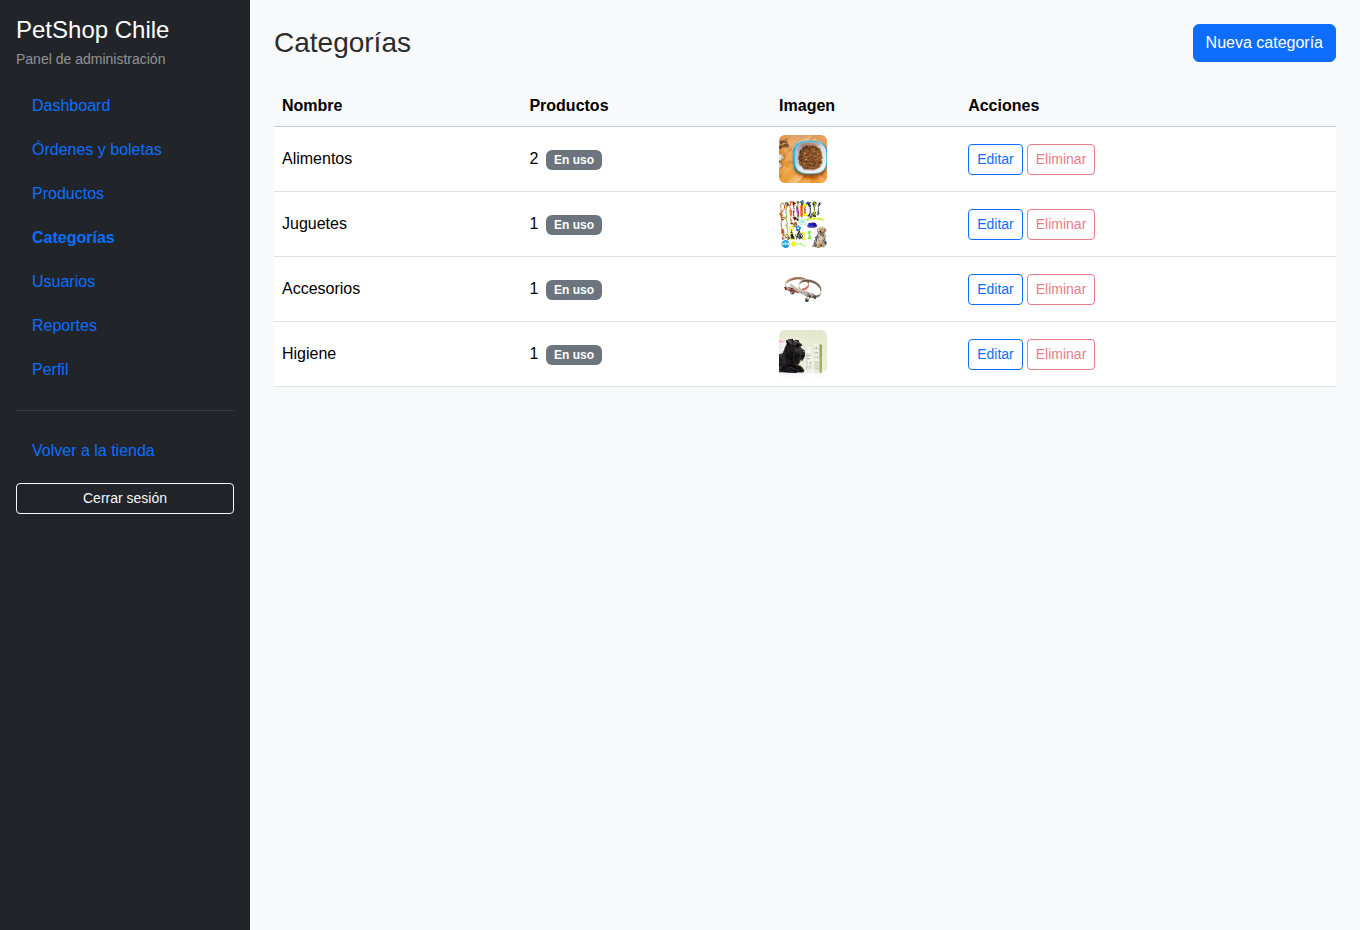 PetShop Chile
Panel de administración
Dashboard
Órdenes y boletas
Productos
Categorías
Usuarios
Reportes
Perfil
Volver a la tienda
Cerrar sesión
Categorías
Nueva categoría
Nombre Productos Imagen Acciones
Alimentos 2 En uso Editar Eliminar
Juguetes 1 En uso Editar Eliminar
Accesorios 1 En uso Editar Eliminar
Higiene 1 En uso Editar Eliminar